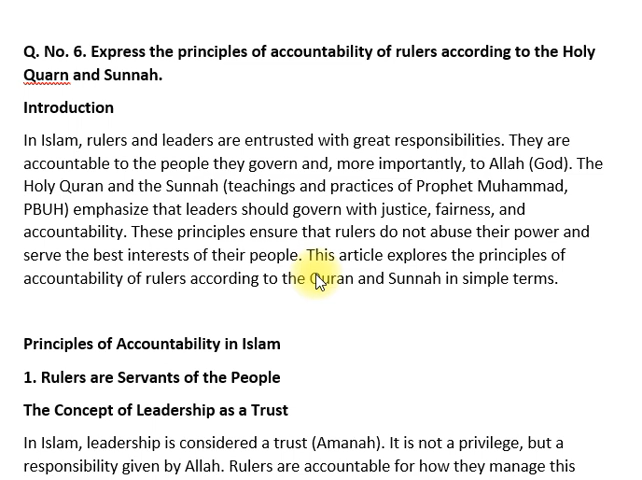 Q. No. 6. Express the principles of accountability of rulers according to the Holy
Quarn and Sunnah.
Introduction
In Islam, rulers and leaders are entrusted with great responsibilities. They are
accountable to the people they govern and, more importantly, to Allah (God). The
Holy Quran and the Sunnah (teachings and practices of Prophet Muhammad,
PBUH) emphasize that leaders should govern with justice, fairness, and
accountability. These principles ensure that rulers do not abuse their power and
serve the best interests of their people. This article explores the principles of
accountability of rulers according to the Quran and Sunnah in simple terms.
Principles of Accountability in Islam
1. Rulers are Servants of the People
The Concept of Leadership as a Trust
In Islam, leadership is considered a trust (Amanah). It is not a privilege, but a
responsibility given by Allah. Rulers are accountable for how they manage this